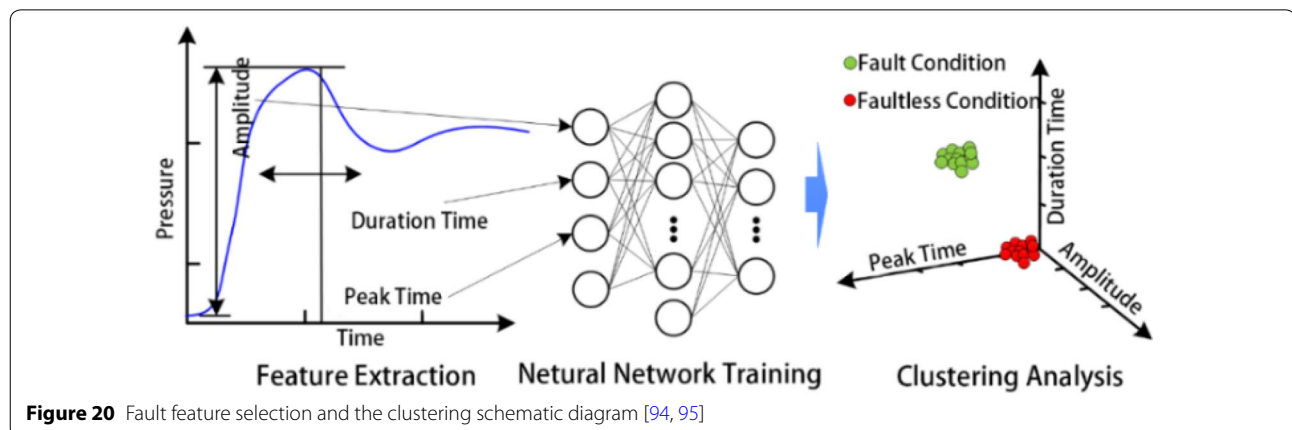 Pressure
Amplitude
Time
Duration Time
Peak Time
Fault Condition
Faultless Condition
Duration Time
Peak Time
Amplitude
Feature Extraction
Netural Network Training
Clustering Analysis
Figure 20 Fault feature selection and the clustering schematic diagram [94, 95]